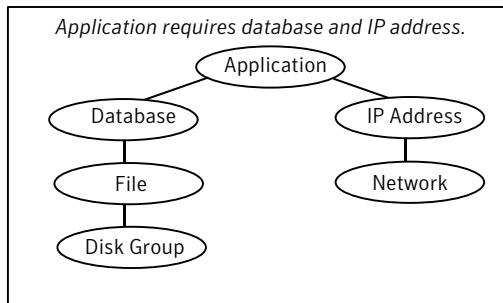 Application requires database and IP address.
Application
Database
IP Address
File
Network
Disk Group